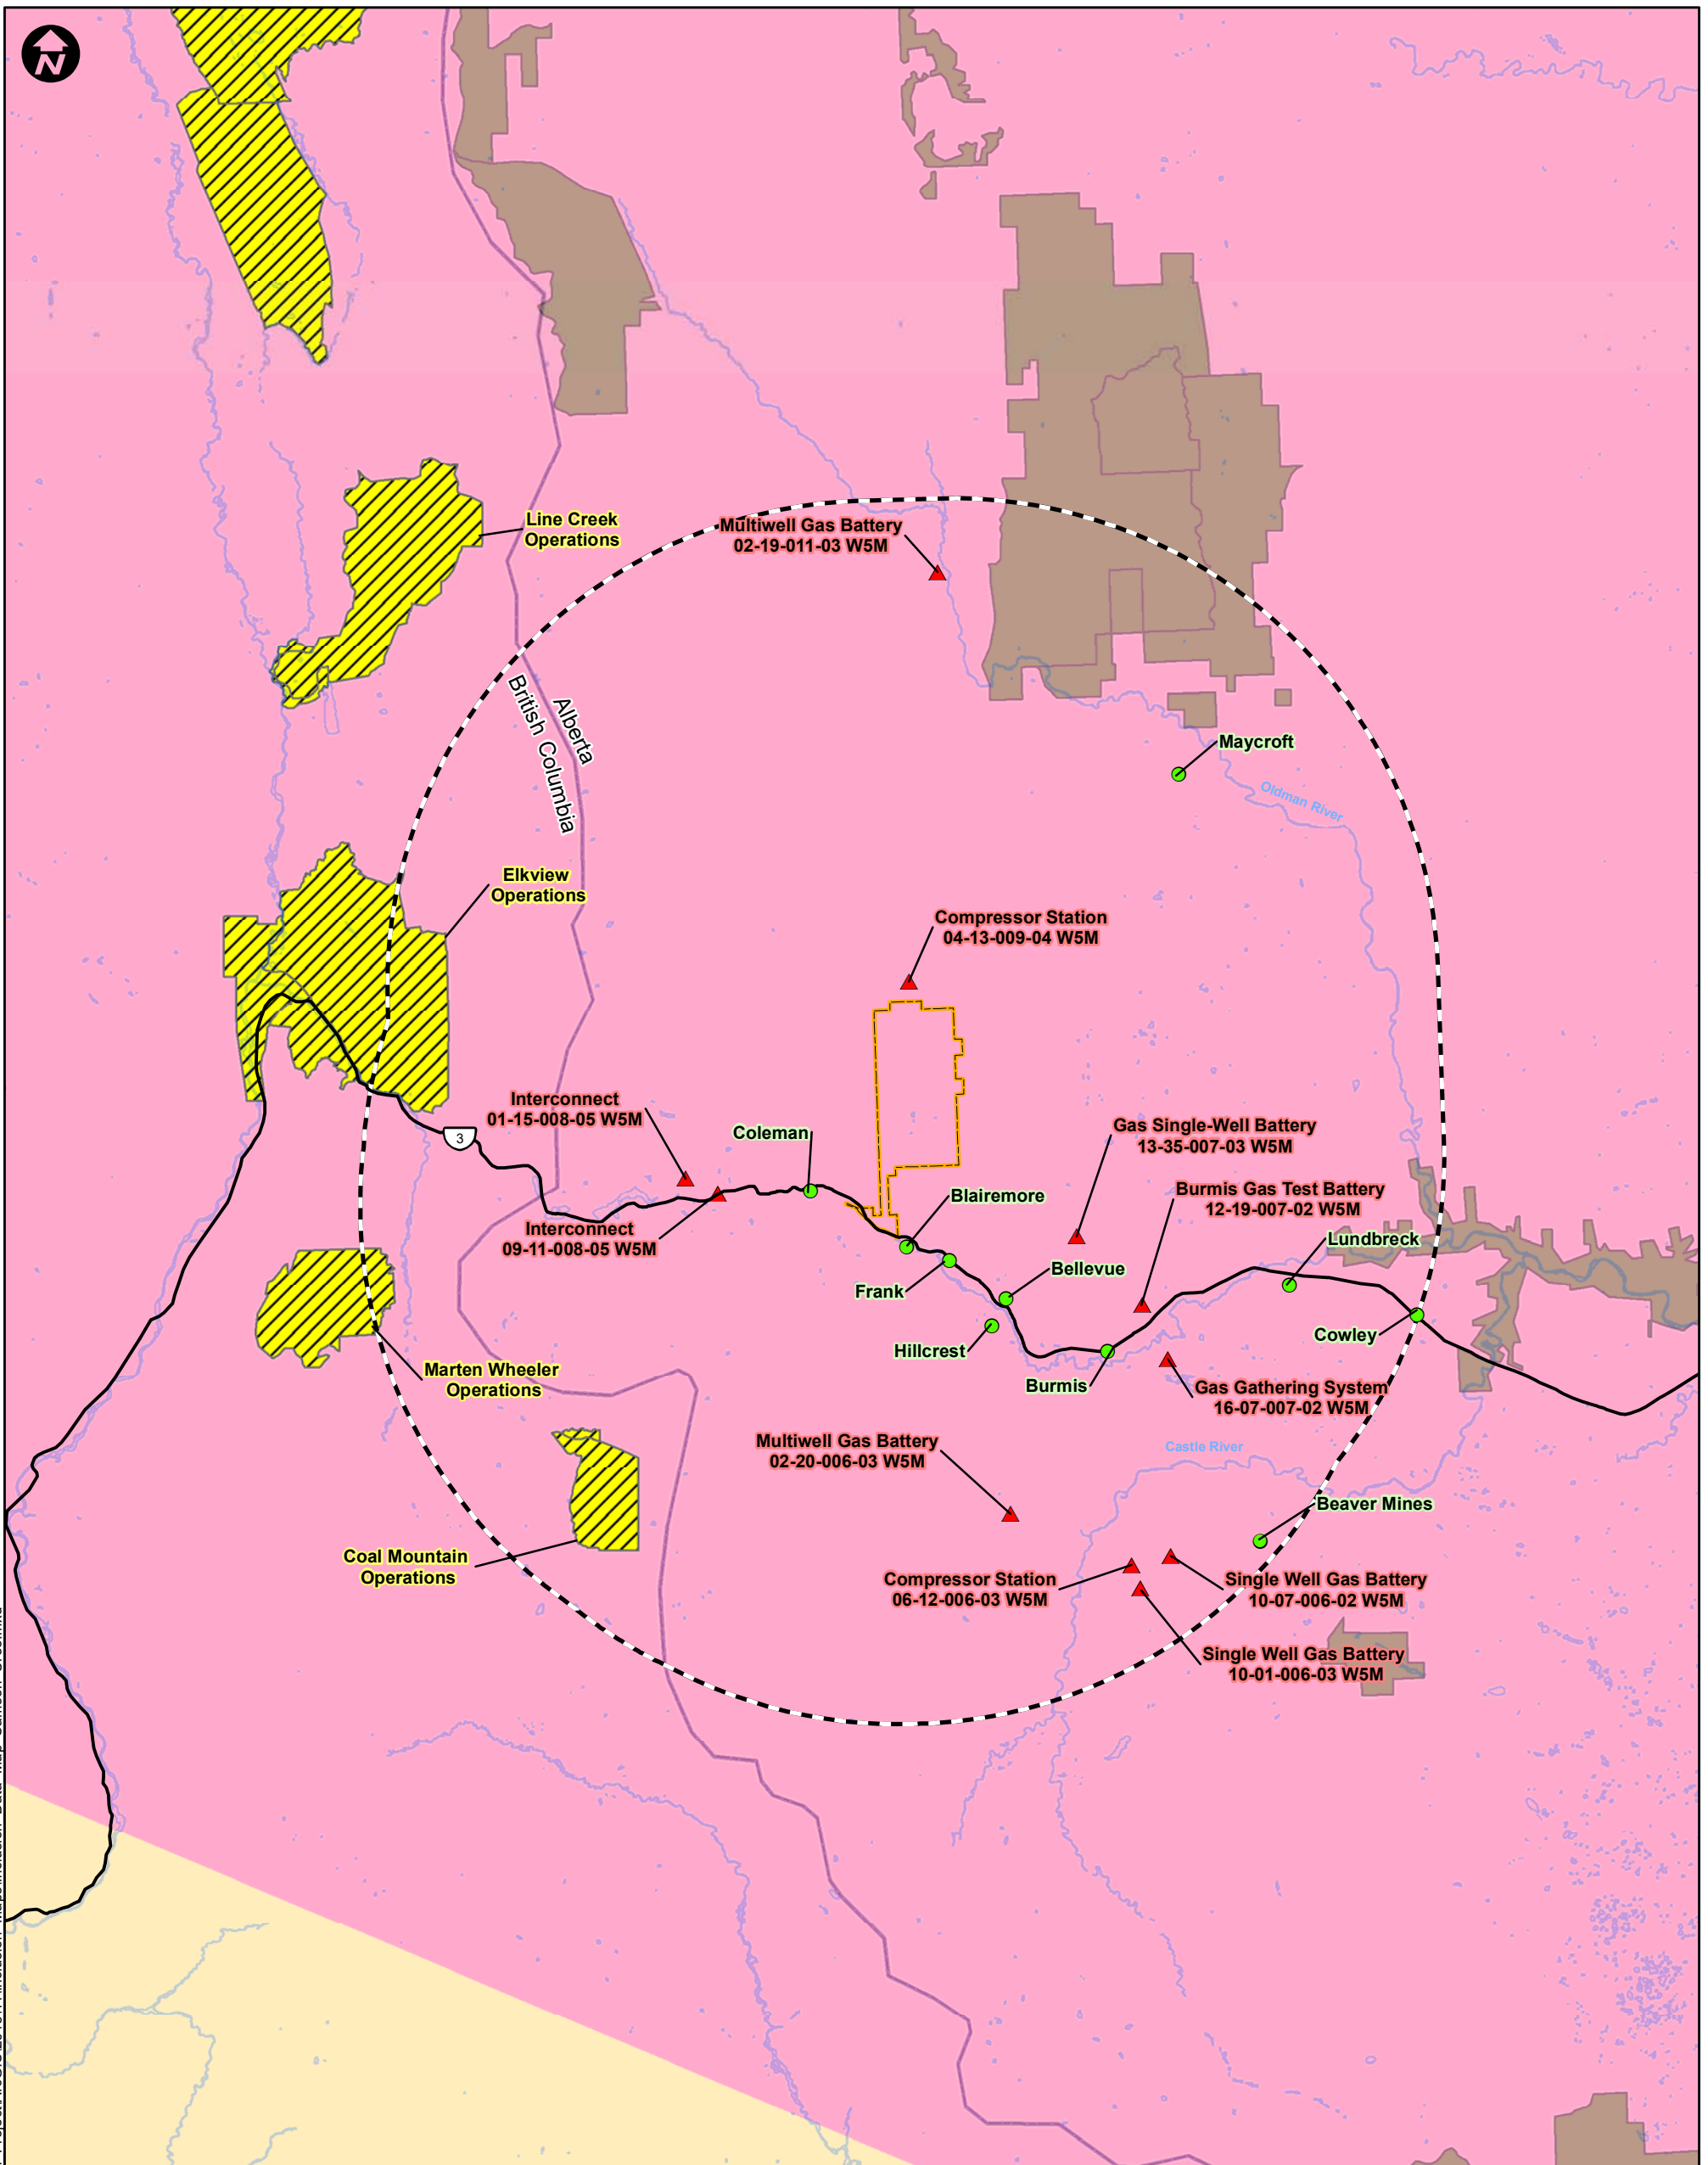 N
Line Creek
Operations
Multiwell Gas Battery
02-19-011-03 W5M
Alberta
British Columbia
Maycroft
Oldman River
Elkview
Operations
Compressor Station
04-13-009-04 W5M
Interconnect
01-15-008-05 W5M
3
Coleman
Gas Single-Well Battery
13-35-007-03 W5M
Blairemore
Burmis Gas Test Battery
12-19-007-02 W5M
Interconnect
09-11-008-05 W5M
Lundbreck
Bellevue
Frank
Cowley
Hillcrest
Marten Wheeler
Operations
Burmis
Gas Gathering System
16-07-007-02 W5M
Multiwell Gas Battery
02-20-006-03 W5M
Castle River
Beaver Mines
Coal Mountain
Operations
Compressor Station
06-12-006-03 W5M
Single Well Gas Battery
10-07-006-02 W5M
Single Well Gas Battery
10-01-006-03 W5M